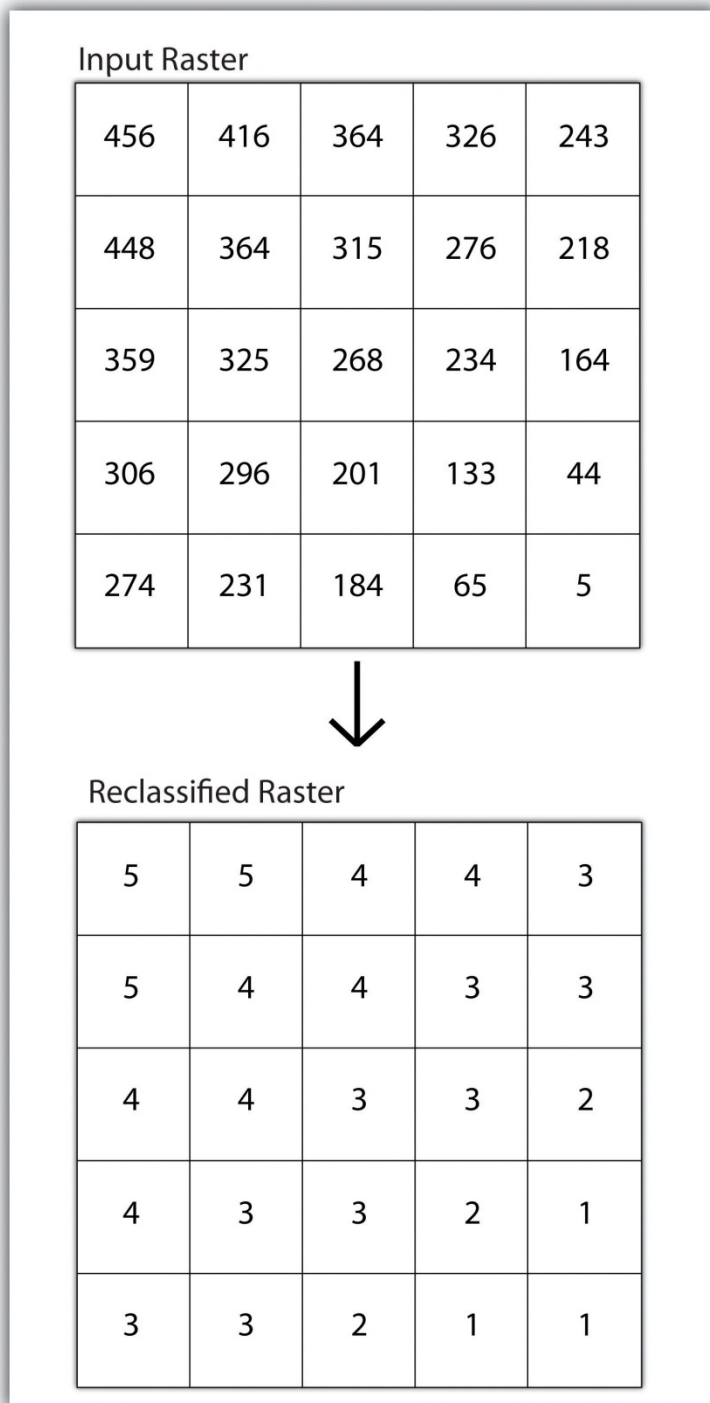 Input Raster
456 416 364 326 243
448 364 315 276 218
359 325 268 234 164
306 296 201 133 44
274 231 184 65 5
Reclassified Raster
5 5 4 4 3
5 4 4 3 3
4 4 3 3 2
4 3 3 2 1
3 3 2 1 1